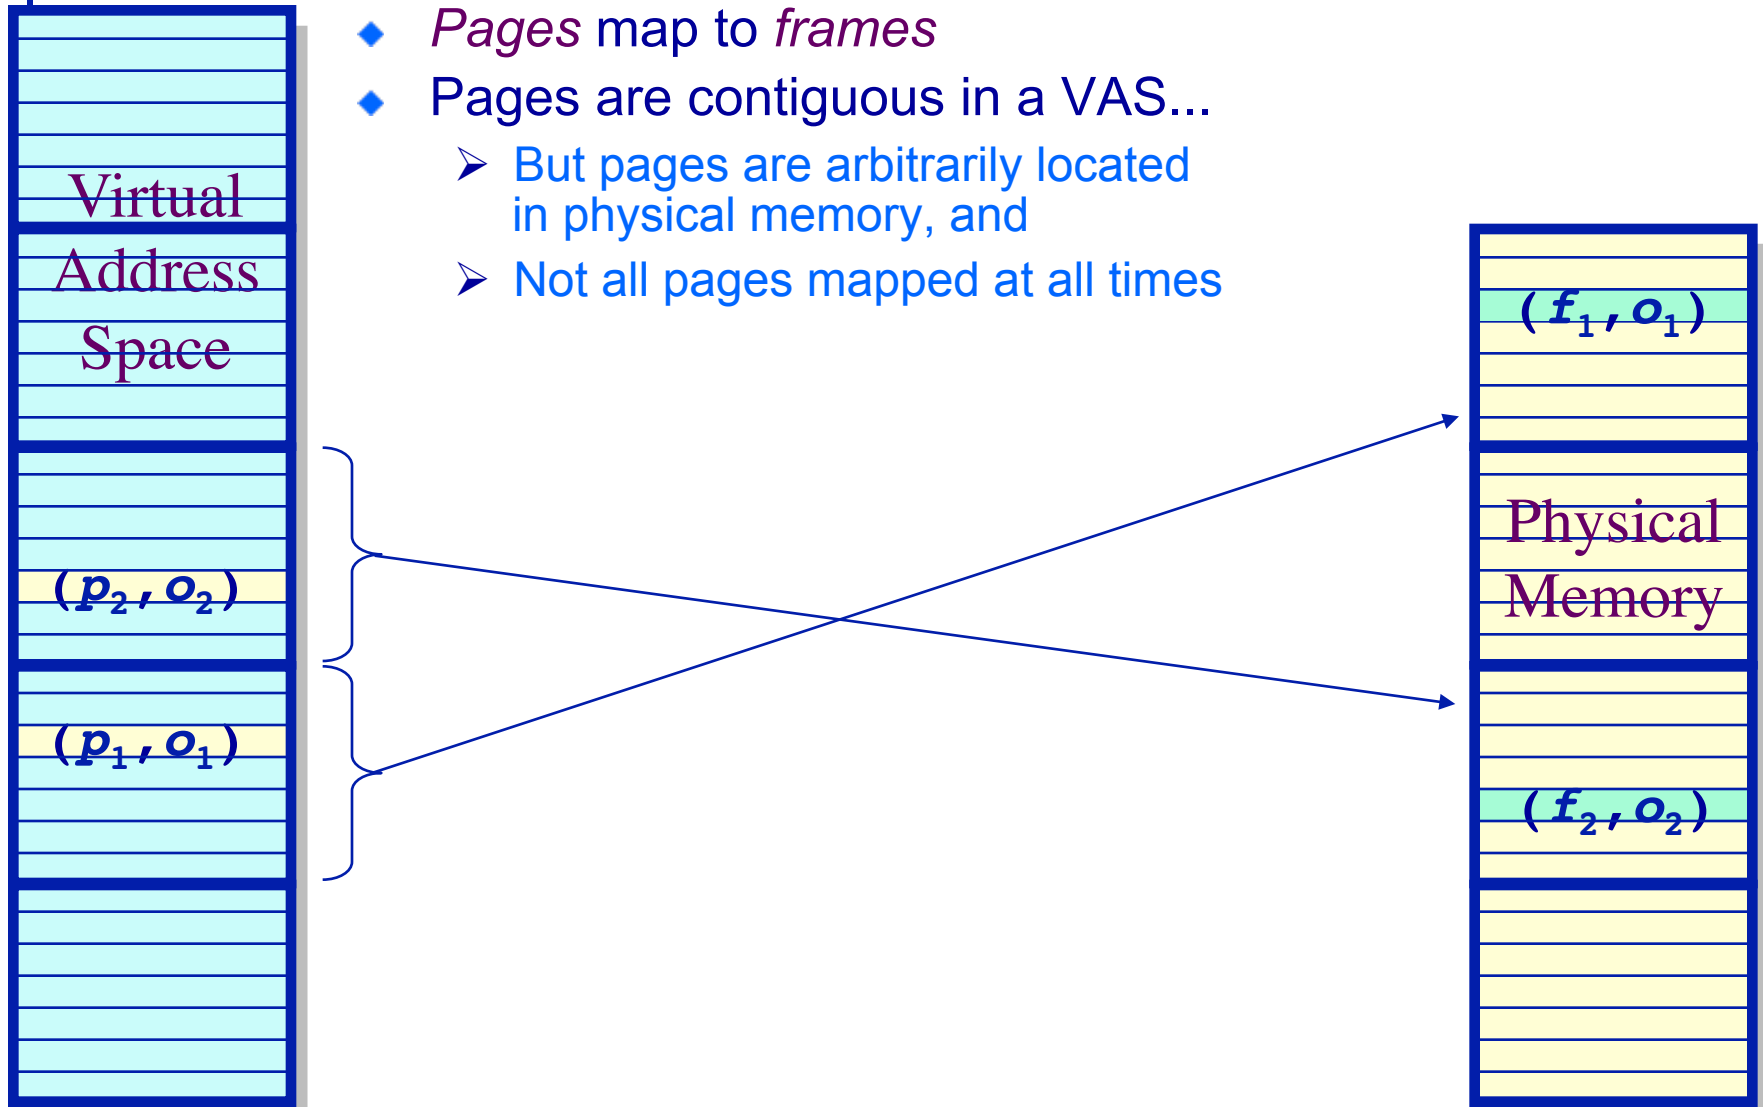 Pages map to frames
Pages are contiguous in a VAS...
But pages are arbitrarily located
in physical memory, and
Not all pages mapped at all times
Virtual
Address
Space
(p₂,o₂)
(p₁,o₁)
(f₁,o₁)
Physical
Memory
(f₂,o₂)